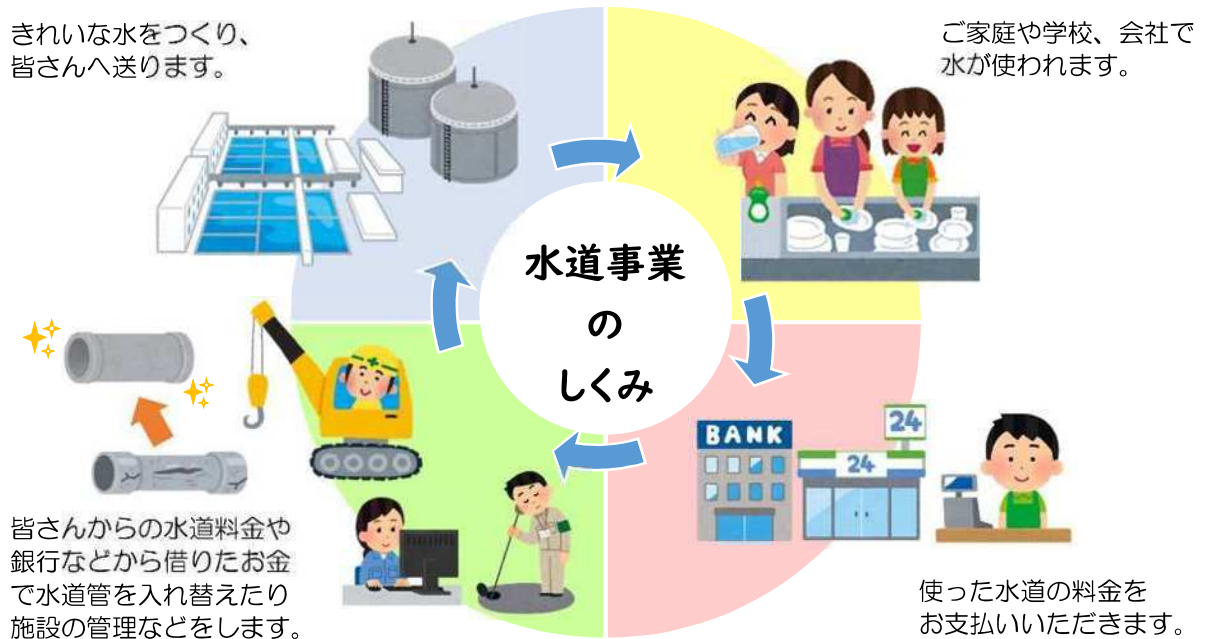 きれいな水をつくり、
皆さんへ送ります。
ご家庭や学校、会社で
水が使われます。
水道事業
の
しくみ
BANK
24
24
使った水道の料金を
お支払いいただきます。
皆さんからの水道料金や
銀行などから借りたお金
で水道管を入れ替えたり
施設の管理などをします。